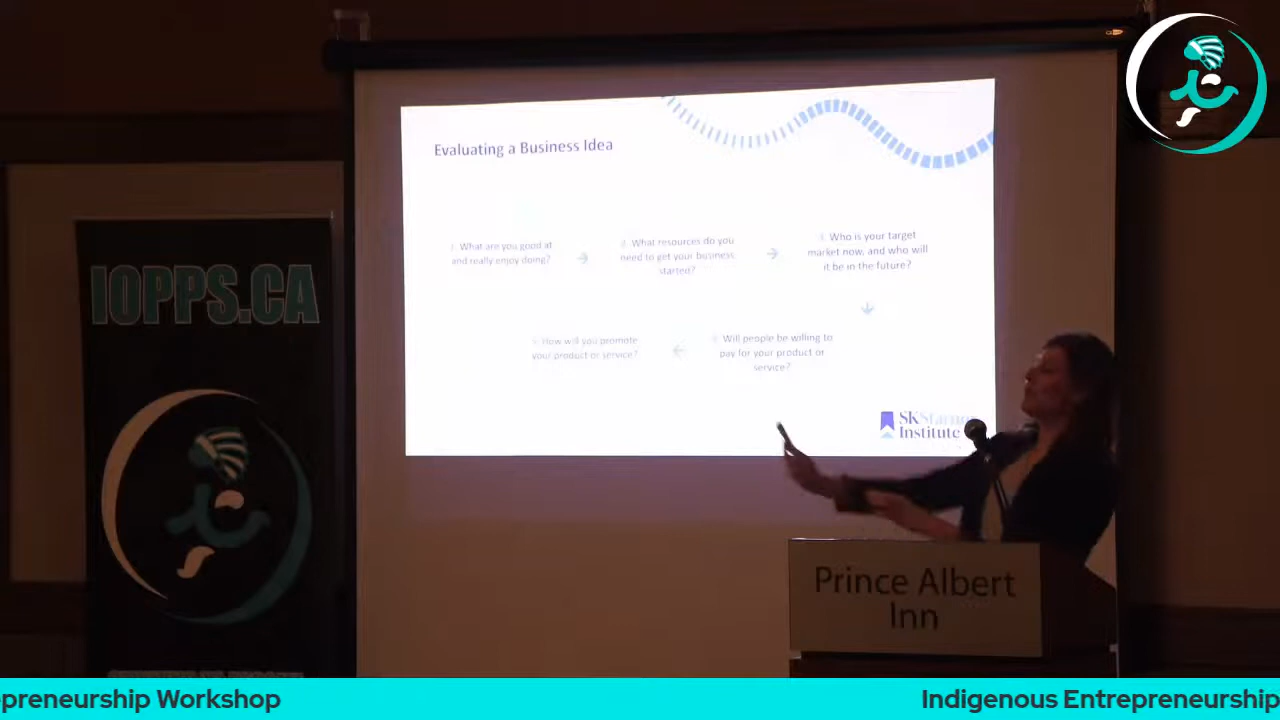 Evaluating a Business Idea
What are you good at
and really enjoy doing?
What resources do you
need to get your business
started?
Who is your target
market now, and who will
it be in the future?
Will people be willing to
pay for your product or
service?
How will you promote
your product or service?
SKStartup
Institute
IOPPS.CA
Prince Albert
Inn
preneurship Workshop
Indigenous Entrepreneurship